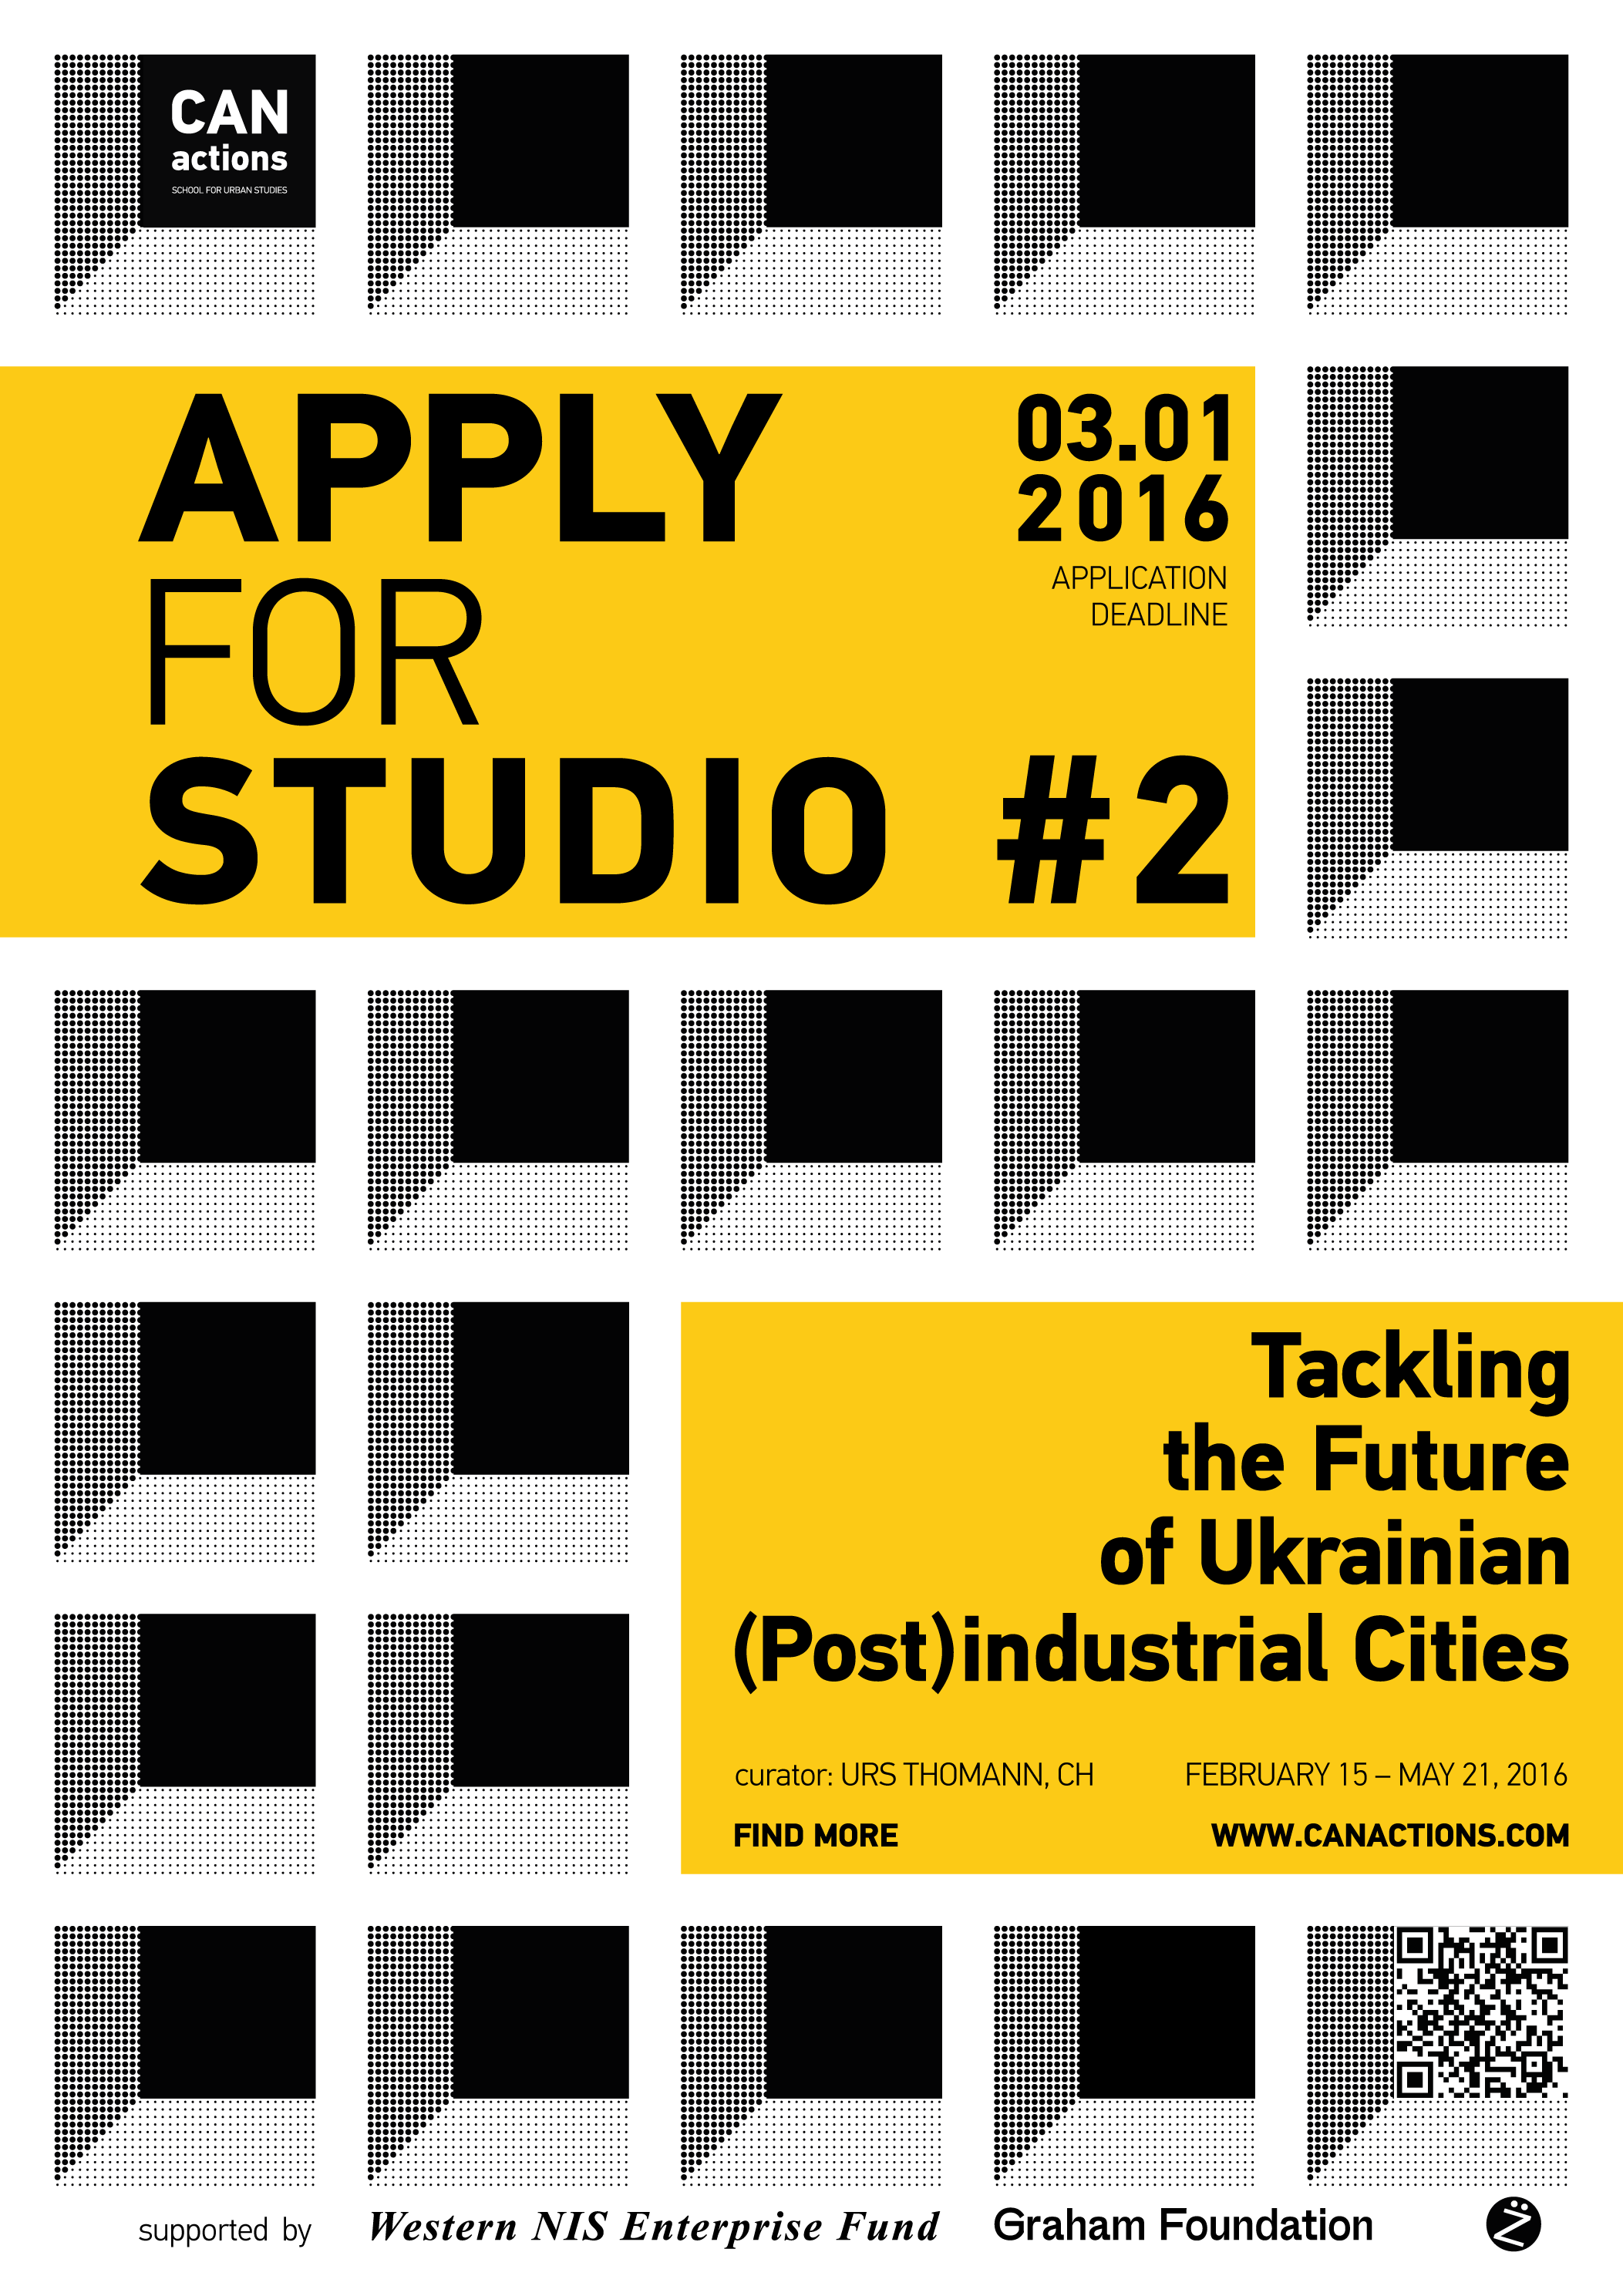 CAN
actions
SCHOOL FOR URBAN STUDIES
APPLY
FOR
STUDIO #2
03.01
2016
APPLICATION
DEADLINE
Tackling
the Future
of Ukrainian
(Post)industrial Cities
curator: URS THOMANN, CH
FEBRUARY 15 – MAY 21, 2016
FIND MORE
WWW.CANACTIONS.COM
supported by
Western NIS Enterprise Fund
Graham Foundation